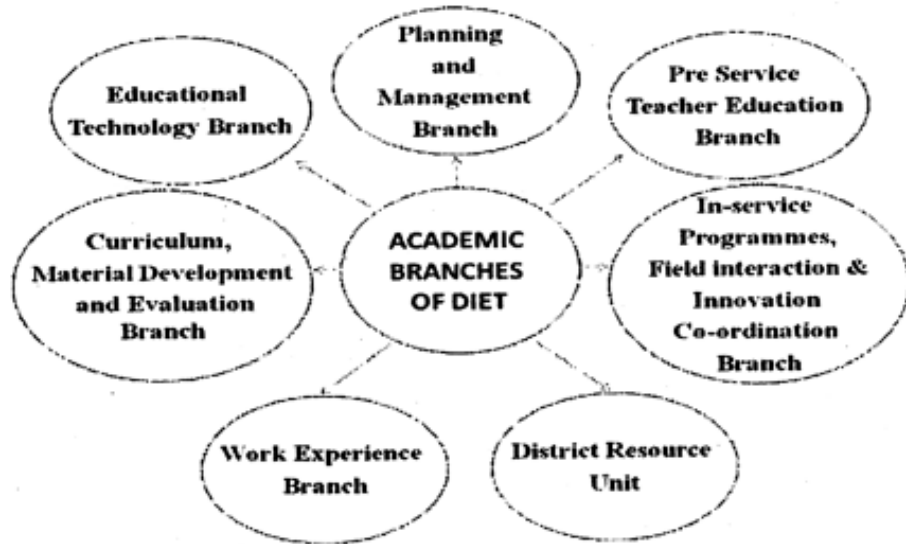 Planning
and
Management
Branch
Pre Service
Teacher Education
Branch
In-service
Programmes,
Field interaction &
Innovation
Co-ordination
Branch
District Resource
Unit
Work Experience
Branch
Curriculum,
Material Development
and Evaluation
Branch
Educational
Technology Branch
ACADEMIC
BRANCHES
OF DIET